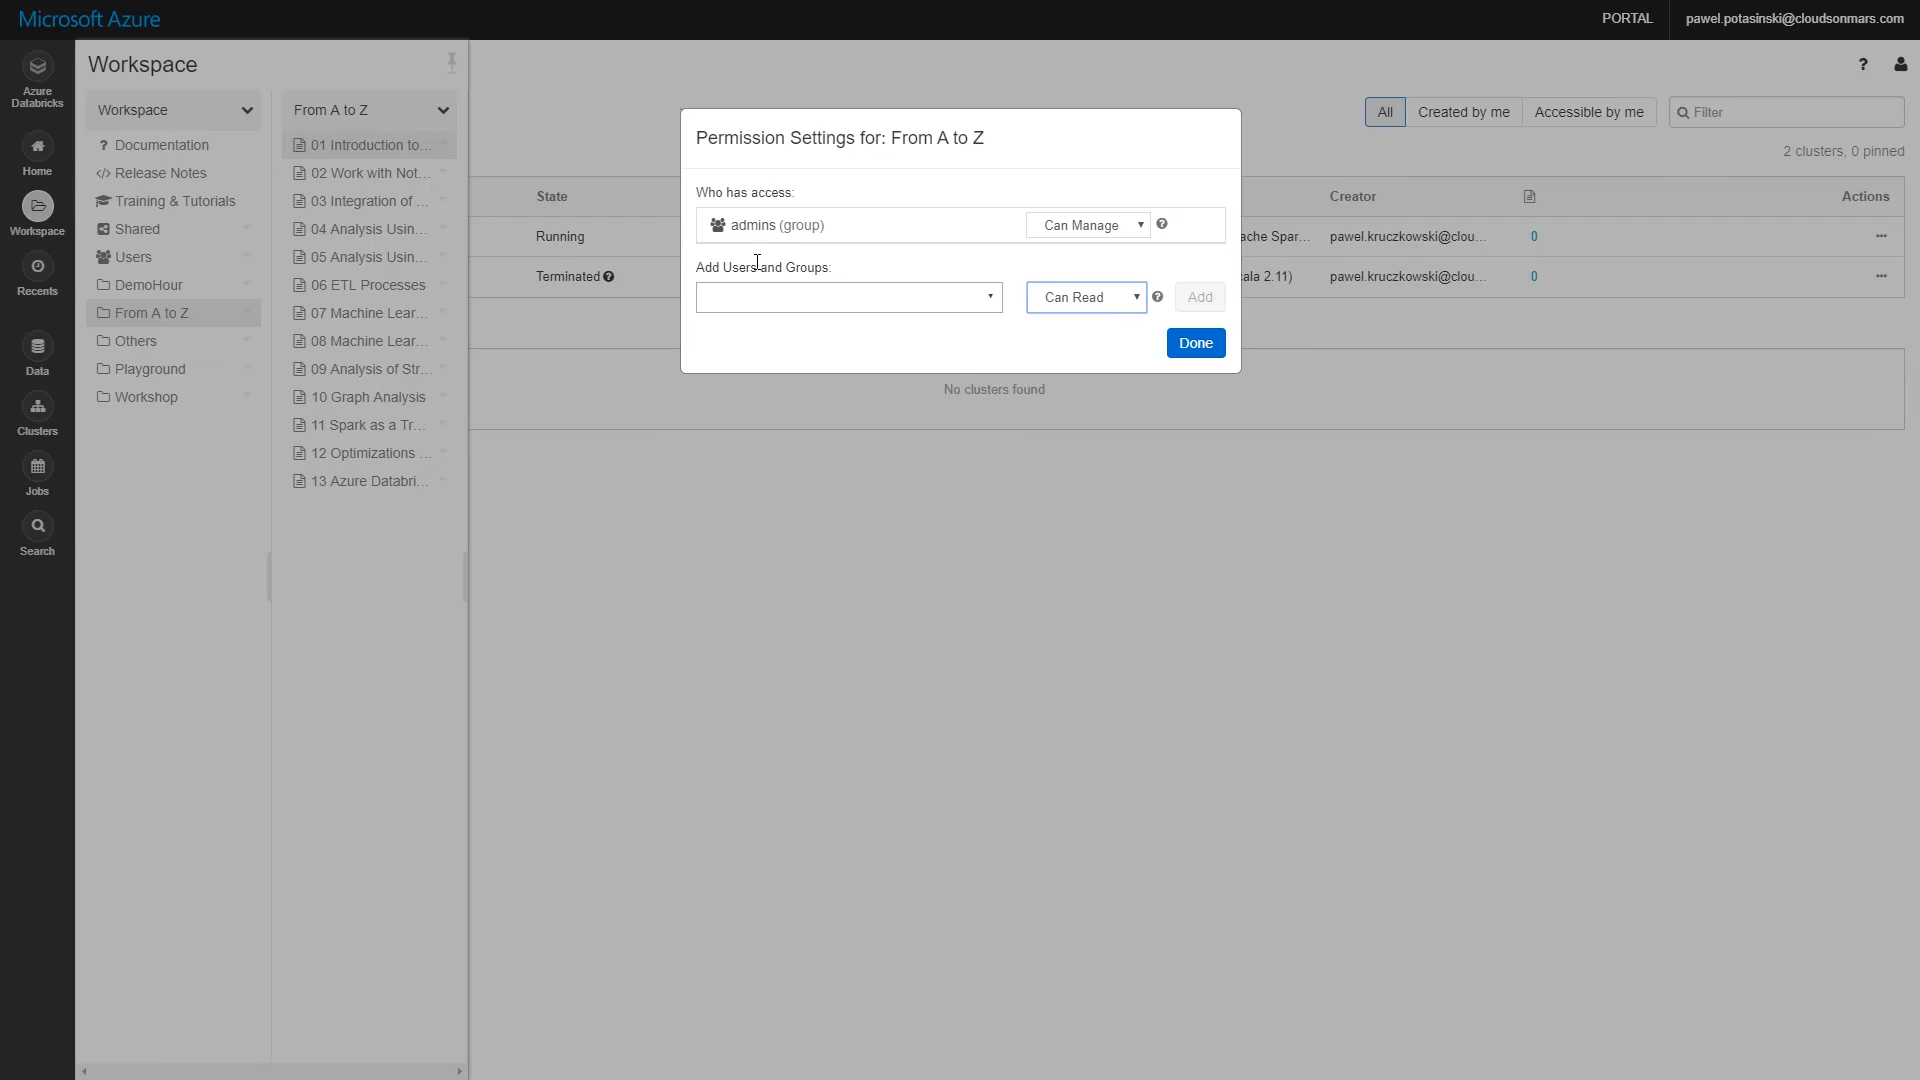 Microsoft Azure
PORTAL
pawel.potasinski@cloudsonmars.com
Azure
Databricks
Home
Workspace
Recents
Data
Clusters
Jobs
Search
Workspace
Workspace
? Documentation
</> Release Notes
Training & Tutorials
Shared
Users
DemoHour
From A to Z
Others
Playground
Workshop
From A to Z
01 Introduction to...
02 Work with Not...
03 Integration of ...
04 Analysis Usin...
05 Analysis Usin...
06 ETL Processes
07 Machine Lear...
08 Machine Lear...
09 Analysis of Str...
10 Graph Analysis
11 Spark as a Tr...
12 Optimizations ...
13 Azure Databri...
?
All
Created by me
Accessible by me
Filter
2 clusters, 0 pinned
State
Creator
Actions
Running
ache Spar...
pawel.kruczkowski@clou...
0
Terminated ?
ala 2.11)
pawel.kruczkowski@clou...
0
No clusters found
Permission Settings for: From A to Z
Who has access:
admins (group)
Can Manage
?
Add Users and Groups:
Can Read
?
Add
Done